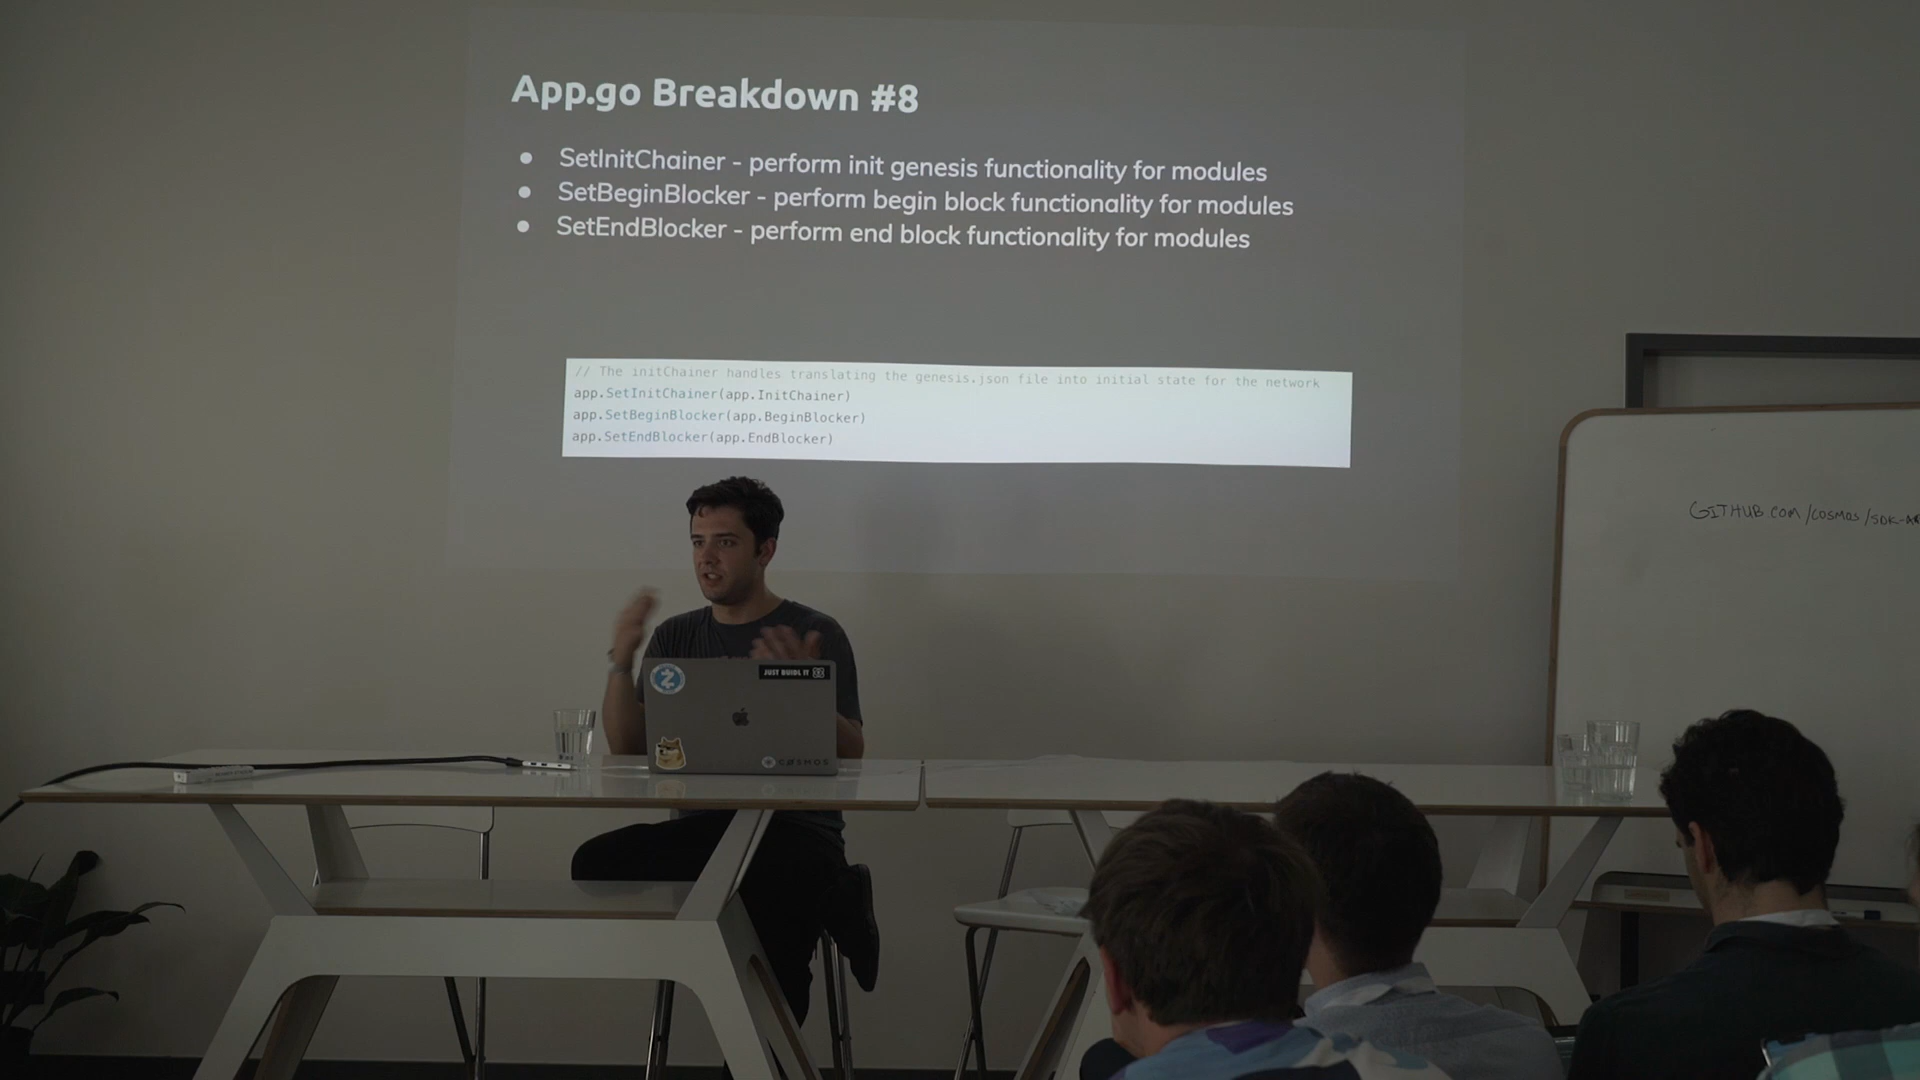 App.go Breakdown #8
● SetInitChainer - perform init genesis functionality for modules
● SetBeginBlocker - perform begin block functionality for modules
● SetEndBlocker - perform end block functionality for modules
// The initChainer handles translating the genesis.json file into initial state for the network
app.SetInitChainer(app.InitChainer)
app.SetBeginBlocker(app.BeginBlocker)
app.SetEndBlocker(app.EndBlocker)
GITHUB COM/COSMOS/SDK-
JUST BUIDL IT
COSMOS